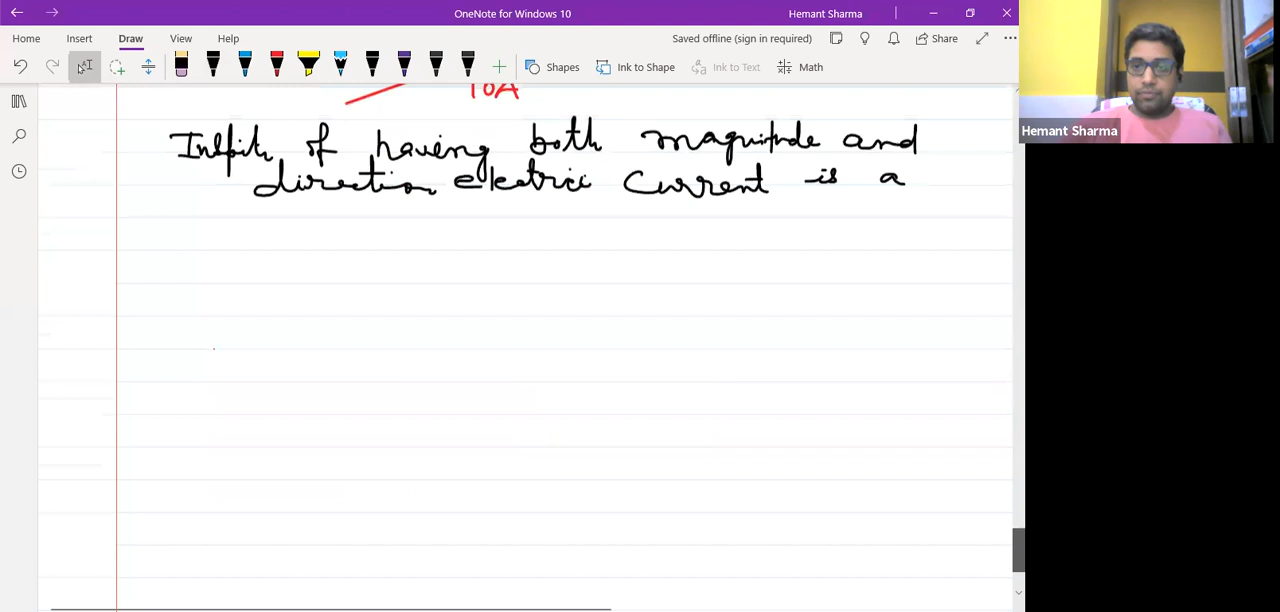 OneNote for Windows 10
Hemant Sharma
Home Insert Draw View Help
Saved offline (sign in required)
Share
Shapes
Ink to Shape
Ink to Text
Math
Hemant Sharma
10A
Inspite of having both magnitude and
direction electric current is a